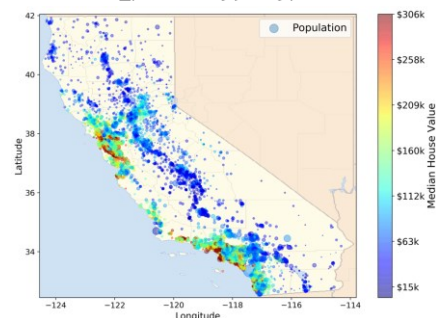 42
40
38
36
34
Latitude
−124
−122
−120
−118
−116
−114
Longitude
Population
$306k
$258k
$209k
$160k
$112k
$63k
$15k
Median House Value